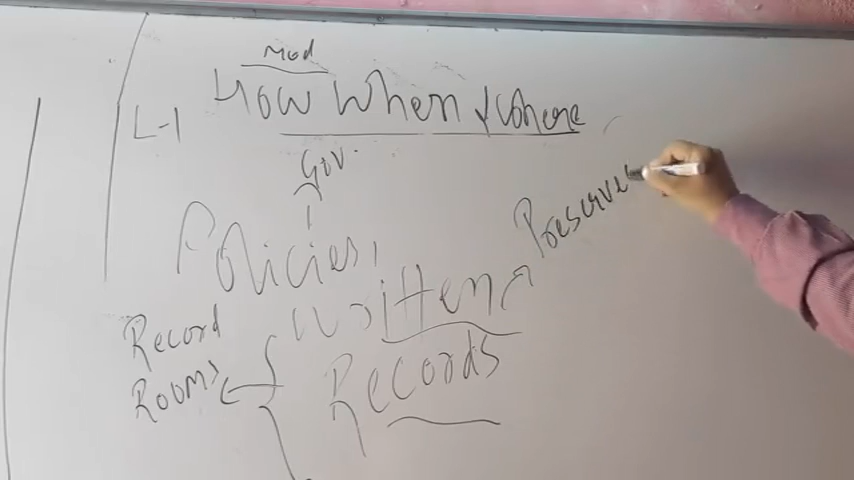 Mod
L-1 How When & Where
Gov.
Policies,
Preserve
Written
Record
Rooms
Records